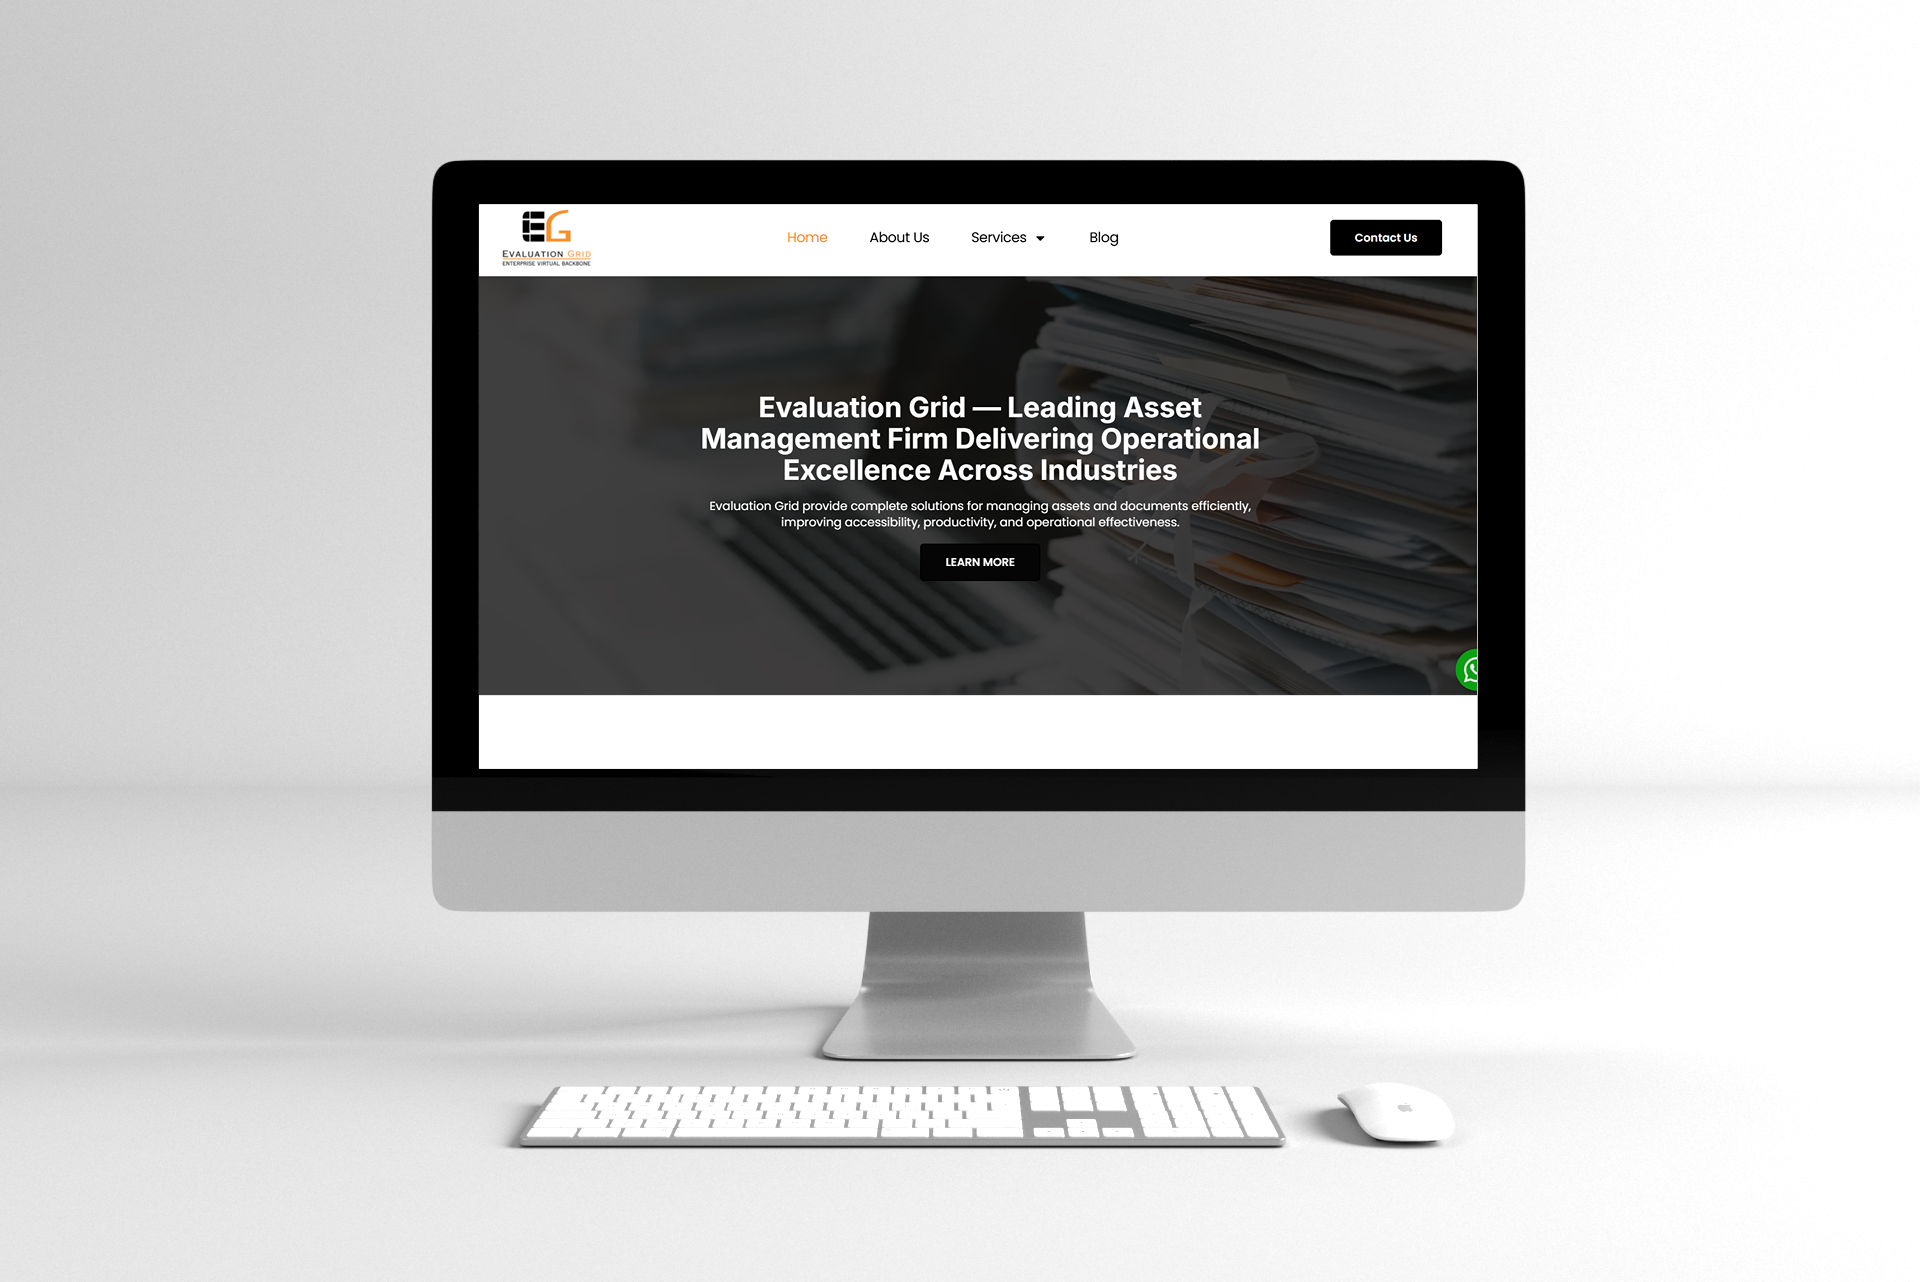 EG
EVALUATION GRID
ENTERPRISE VIRTUAL BACKBONE
Home
About Us
Services
Blog
Contact Us
Evaluation Grid — Leading Asset
Management Firm Delivering Operational
Excellence Across Industries
Evaluation Grid provide complete solutions for managing assets and documents efficiently,
improving accessibility, productivity, and operational effectiveness.
LEARN MORE